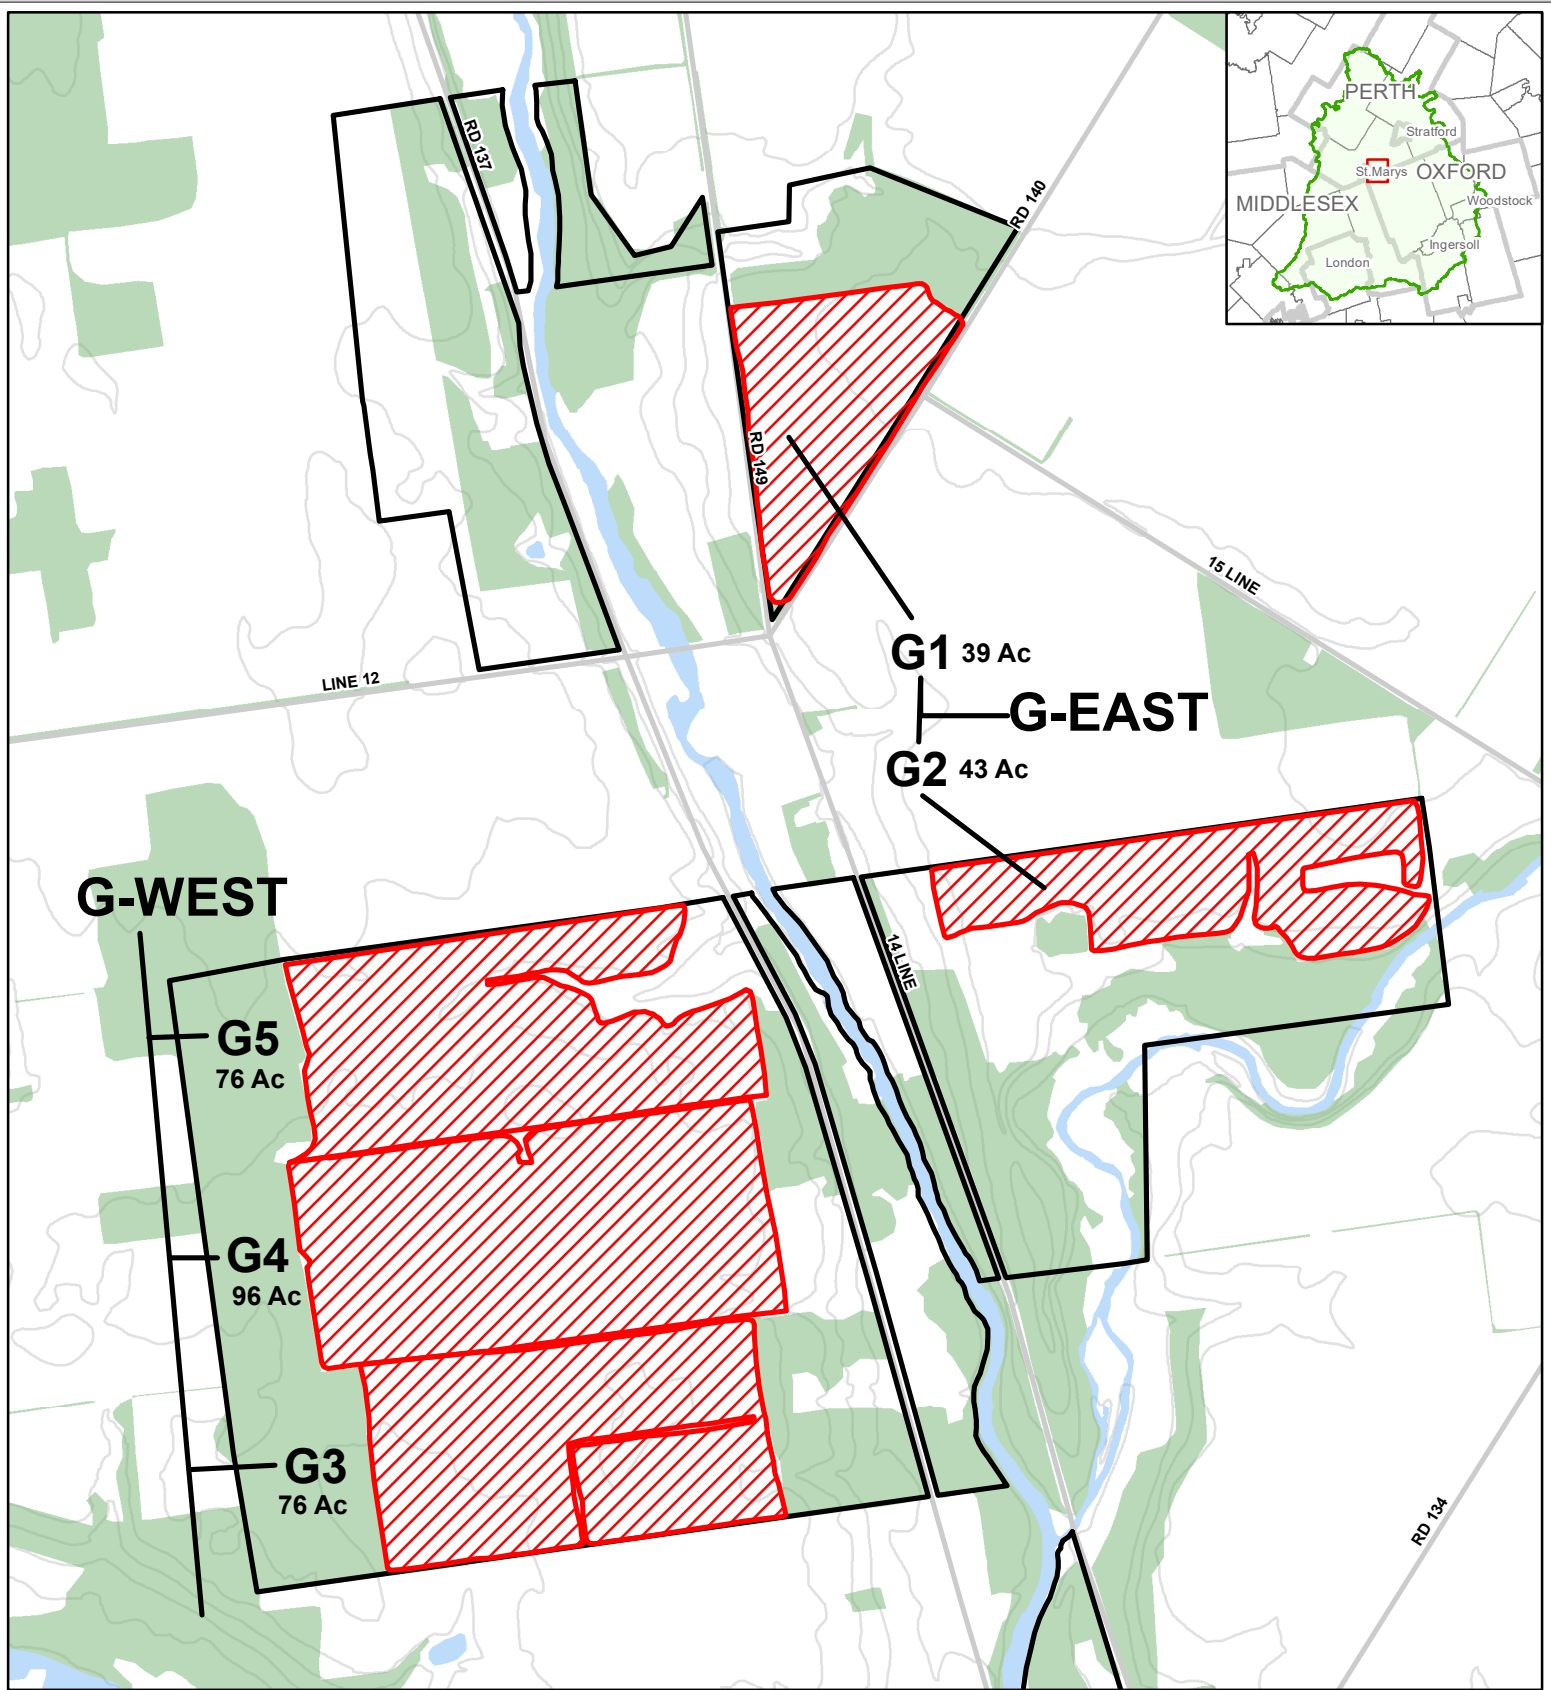 PERTH
Stratford
St.Marys
OXFORD
MIDDLESEX
Woodstock
Ingersoll
London
RD 137
RD 140
RD 149
15 LINE
G1 39 Ac
LINE 12
G-EAST
G2 43 Ac
G-WEST
14 LINE
G5
76 Ac
G4
96 Ac
G3
76 Ac
RD 134